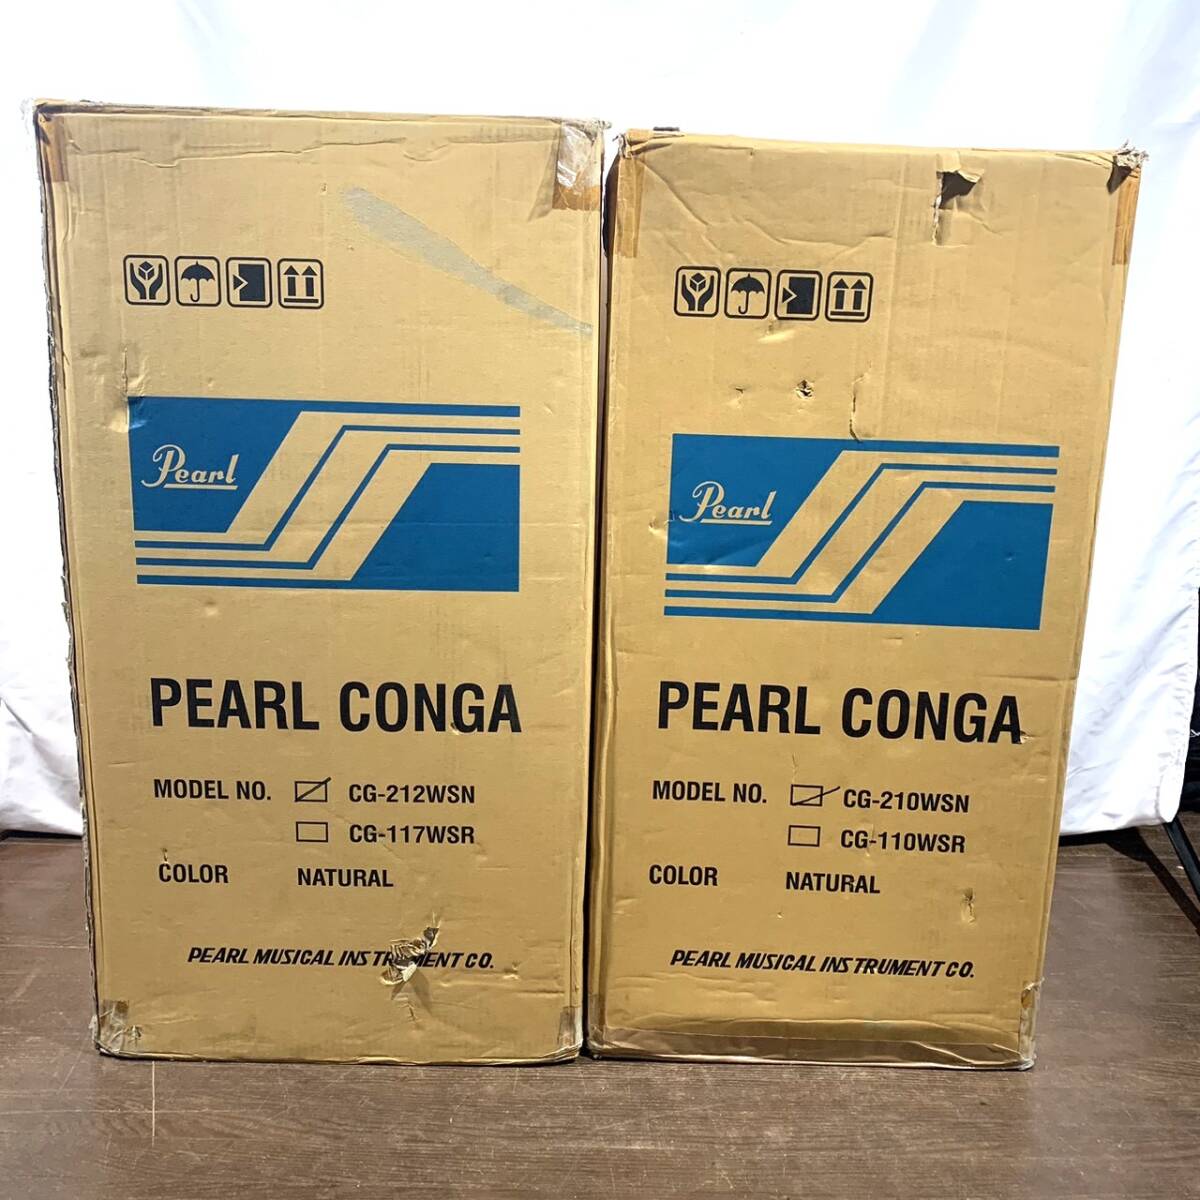 Pearl
PEARL CONGA
MODEL NO. CG-212WSN
CG-117WSR
COLOR NATURAL
PEARL MUSICAL INSTRUMENT CO.
Pearl
PEARL CONGA
MODEL NO. CG-210WSN
CG-110WSR
COLOR NATURAL
PEARL MUSICAL INSTRUMENT CO.